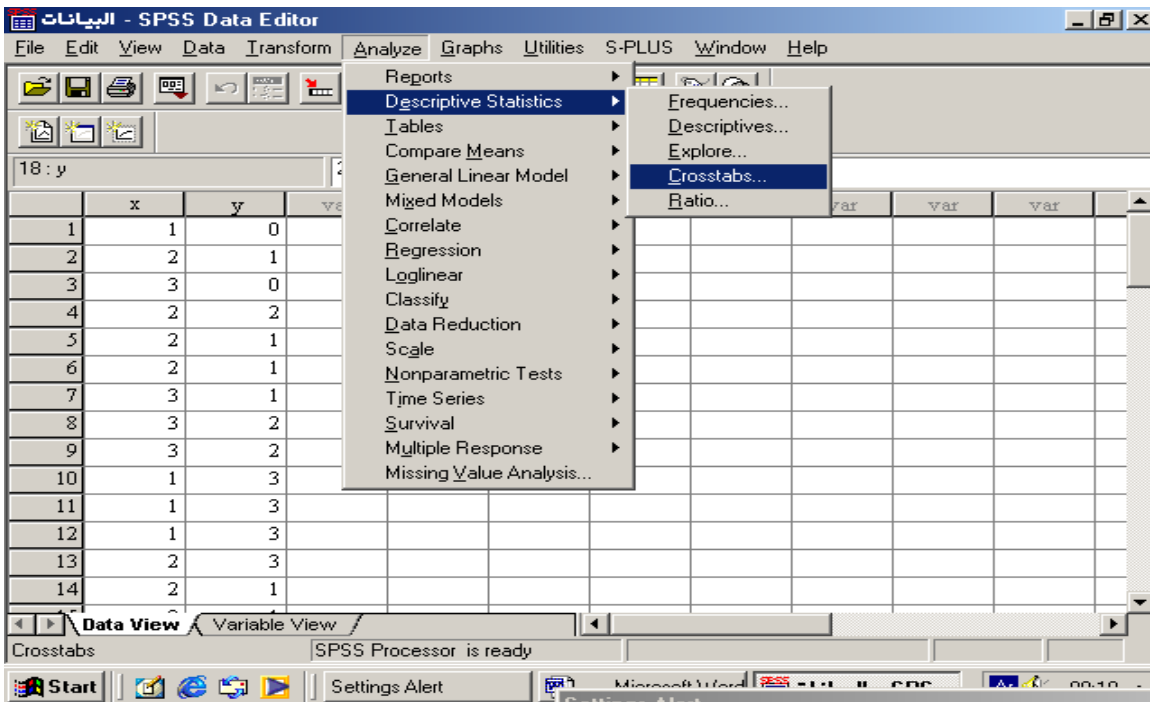 البيانات - SPSS Data Editor
File Edit View Data Transform Analyze Graphs Utilities S-PLUS Window Help
Reports
Descriptive Statistics
Tables
Compare Means
General Linear Model
Mixed Models
Correlate
Regression
Loglinear
Classify
Data Reduction
Scale
Nonparametric Tests
Time Series
Survival
Multiple Response
Missing Value Analysis...
Frequencies...
Descriptives...
Explore...
Crosstabs...
Ratio...
18 : y
x y var var var
1 1 0
2 2 1
3 3 0
4 2 2
5 2 1
6 2 1
7 3 1
8 3 2
9 3 2
10 1 3
11 1 3
12 1 3
13 2 3
14 2 1
Data View Variable View
Crosstabs SPSS Processor is ready
Start Settings Alert Microsoft Word
Settings Alert